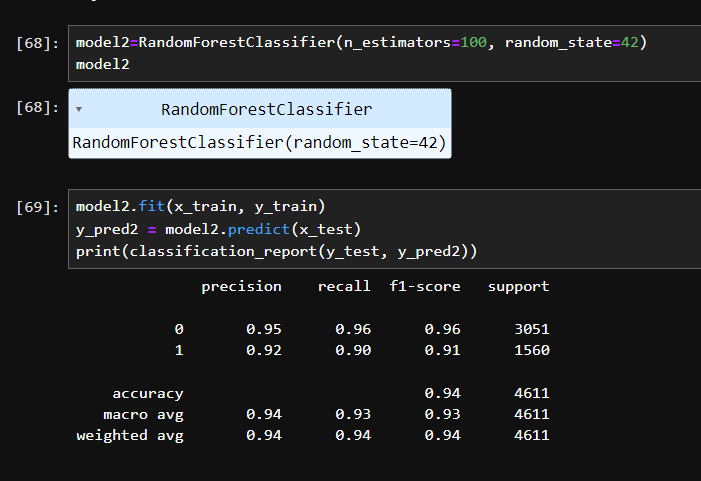 [68]: model2=RandomForestClassifier(n_estimators=100, random_state=42)
model2
[68]: ▾ RandomForestClassifier
RandomForestClassifier(random_state=42)
[69]: model2.fit(x_train, y_train)
y_pred2 = model2.predict(x_test)
print(classification_report(y_test, y_pred2))
precision recall f1-score support
0 0.95 0.96 0.96 3051
1 0.92 0.90 0.91 1560
accuracy 0.94 4611
macro avg 0.94 0.93 0.93 4611
weighted avg 0.94 0.94 0.94 4611